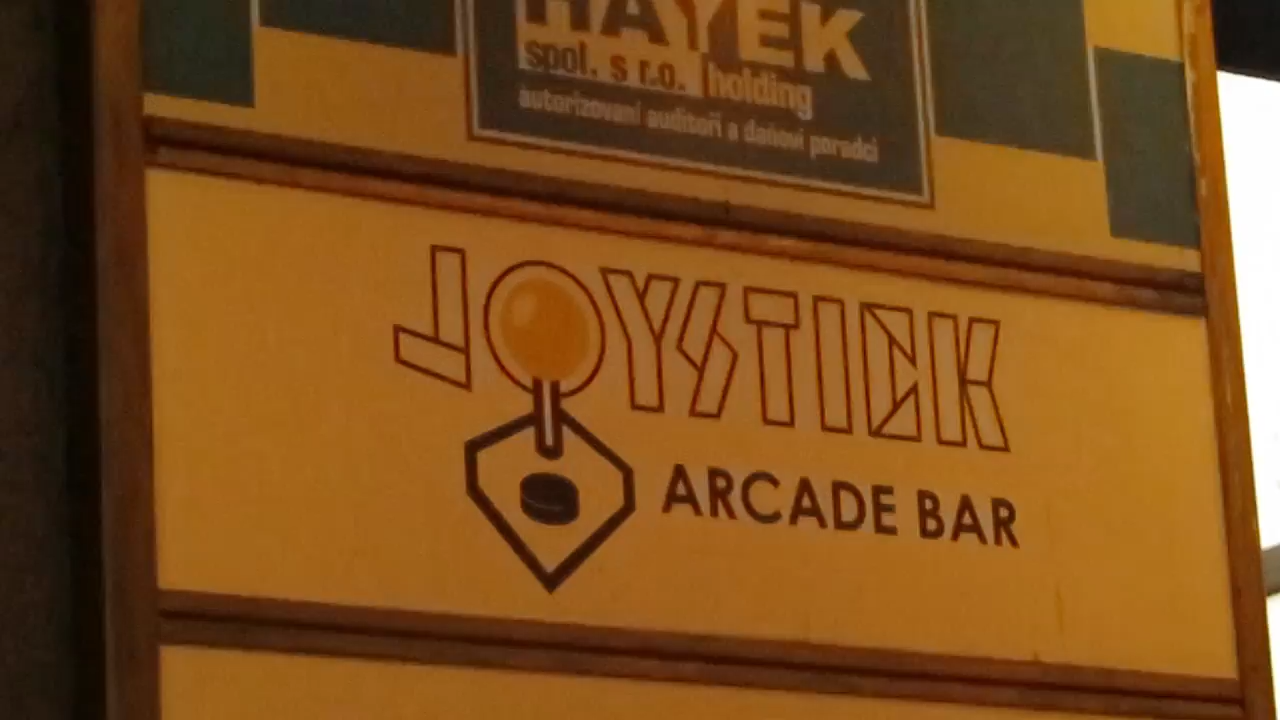 HAYEK
spol. s r.o. holding
autorizovaní auditoři a daňoví poradci
JOYSTICK
ARCADE BAR